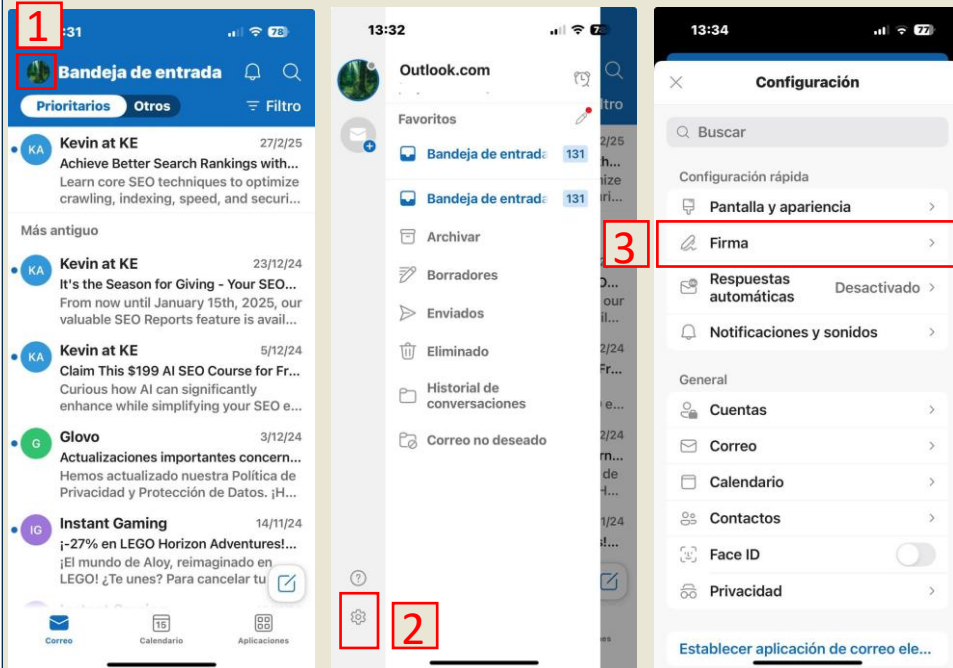 1
:31
78
Bandeja de entrada
Prioritarios
Otros
Filtro
KA
Kevin at KE
27/2/25
Achieve Better Search Rankings with...
Learn core SEO techniques to optimize
crawling, indexing, speed, and securi...
Más antiguo
KA
Kevin at KE
23/12/24
It's the Season for Giving - Your SEO...
From now until January 15th, 2025, our
valuable SEO Reports feature is avail...
KA
Kevin at KE
5/12/24
Claim This $199 AI SEO Course for Fr...
Curious how AI can significantly
enhance while simplifying your SEO e...
G
Glovo
3/12/24
Actualizaciones importantes concern...
Hemos actualizado nuestra Política de
Privacidad y Protección de Datos. ¡H...
IG
Instant Gaming
14/11/24
¡-27% en LEGO Horizon Adventures!...
¡El mundo de Aloy, reimaginado en
LEGO! ¿Te unes? Para cancelar tu
15
Correo
Calendario
Aplicaciones
13:32
Outlook.com
Favoritos
Bandeja de entrada
131
Bandeja de entrada
131
Archivar
Borradores
Enviados
Eliminado
Historial de
conversaciones
Correo no deseado
2
13:34
77
Configuración
Buscar
Configuración rápida
Pantalla y apariencia
3
Firma
Respuestas
automáticas
Desactivado
Notificaciones y sonidos
General
Cuentas
Correo
Calendario
Contactos
Face ID
Privacidad
Establecer aplicación de correo ele...